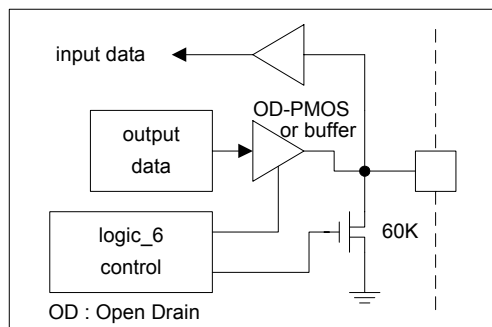 input data
OD-PMOS
or buffer
output
data
logic_6
control
60K
OD : Open Drain